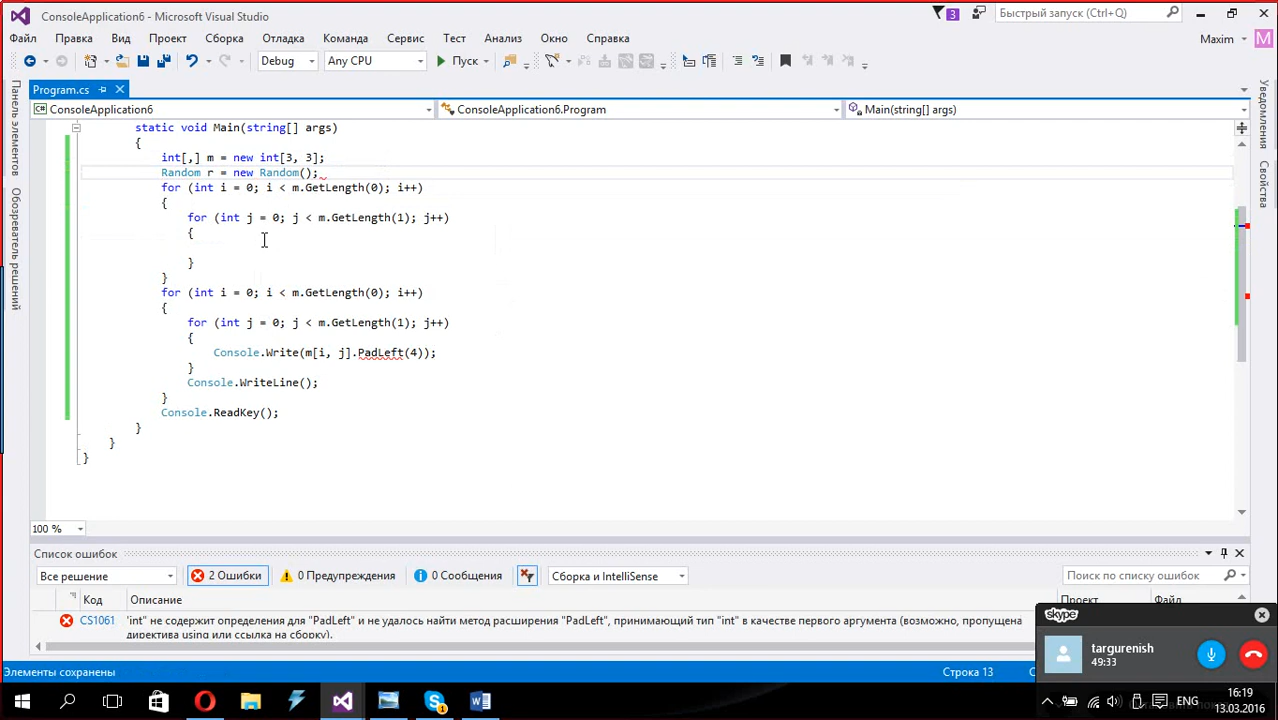 ConsoleApplication6 - Microsoft Visual Studio
3
Быстрый запуск (Ctrl+Q)
Файл Правка Вид Проект Сборка Отладка Команда Сервис Тест Анализ Окно Справка
Maxim M
Debug Any CPU Пуск
Program.cs
C# ConsoleApplication6 ConsoleApplication6.Program Main(string[] args)
Панель элементов
Обозреватель решений
Уведомления
Свойства
static void Main(string[] args)
{
int[,] m = new int[3, 3];
Random r = new Random();
for (int i = 0; i < m.GetLength(0); i++)
{
for (int j = 0; j < m.GetLength(1); j++)
{
}
}
for (int i = 0; i < m.GetLength(0); i++)
{
for (int j = 0; j < m.GetLength(1); j++)
{
Console.Write(m[i, j].PadLeft(4));
}
Console.WriteLine();
}
Console.ReadKey();
}
}
}
100 %
Список ошибок
Все решение 2 Ошибки 0 Предупреждения 0 Сообщения Сборка и IntelliSense Поиск по списку ошибок
Код Описание Проект Файл
CS1061 'int" не содержит определения для "PadLeft" и не удалось найти метод расширения "PadLeft", принимающий тип "int" в качестве первого аргумента (возможно, пропущена
директива using или ссылка на сборку).
skype
targurenish
49:33
Элементы сохранены Строка 13
1
ENG
16:19
13.03.2016